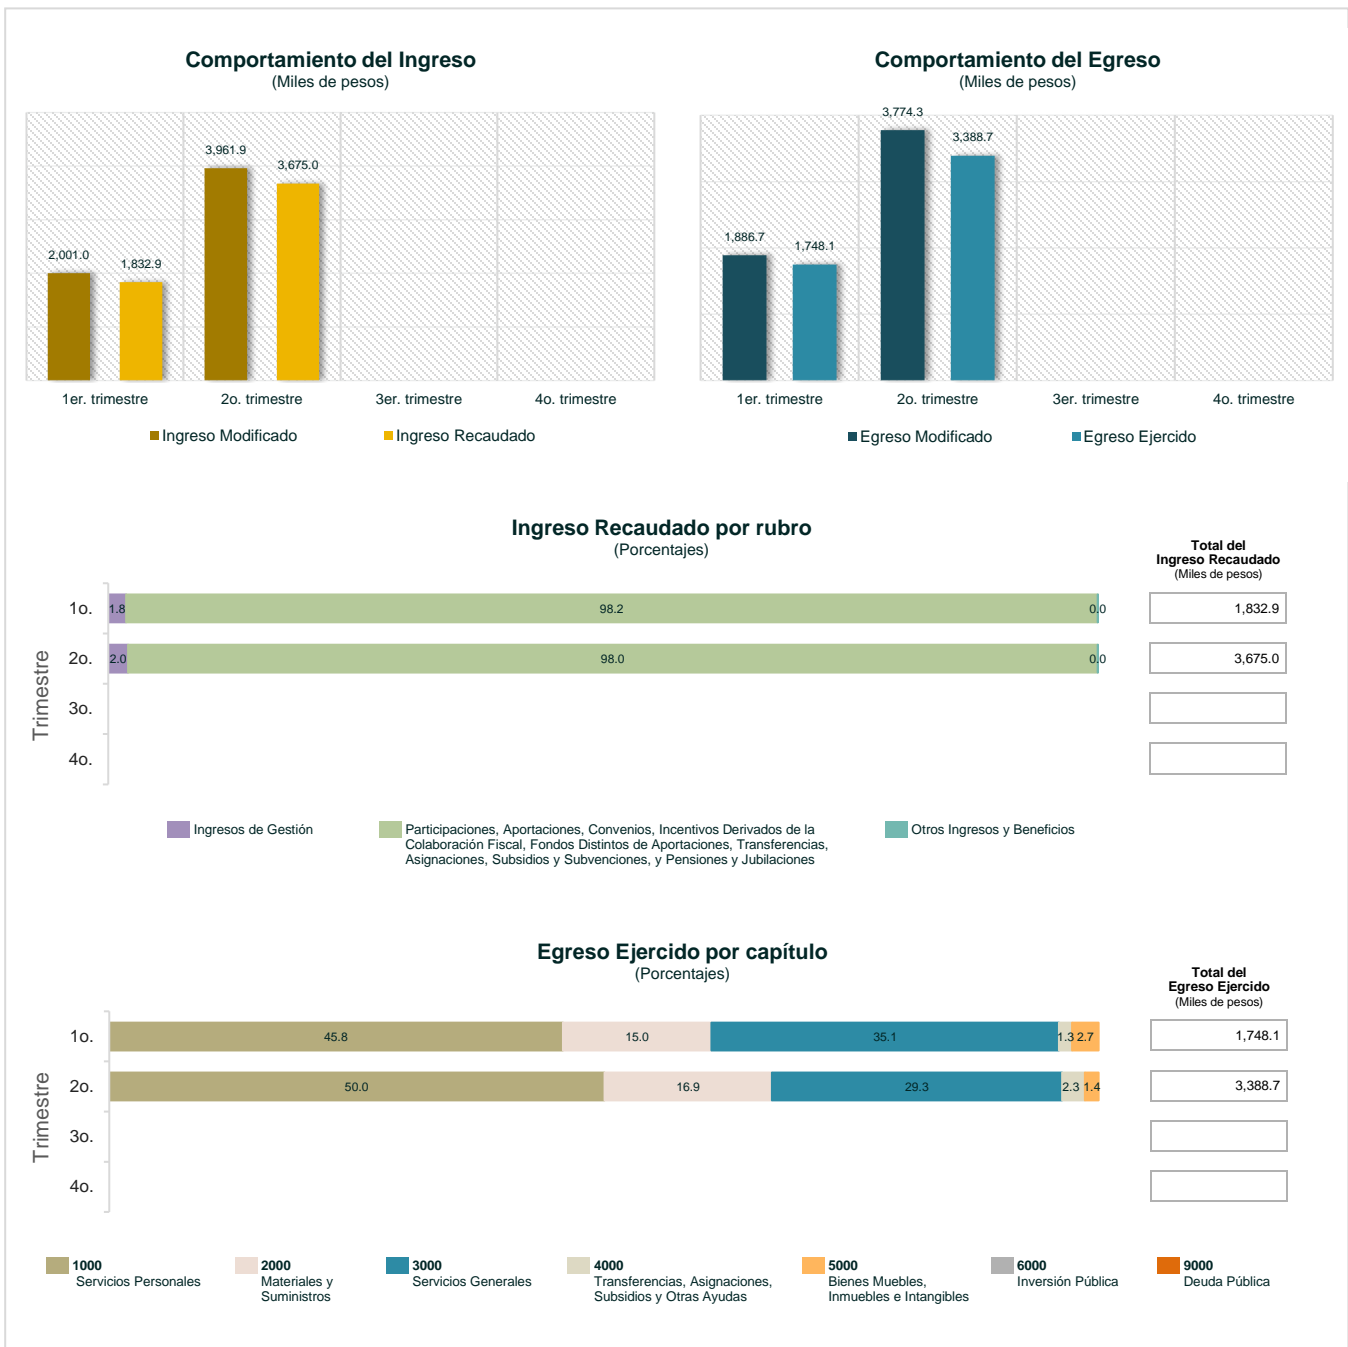 Comportamiento del Ingreso
(Miles de pesos)
2,001.0
1,832.9
3,961.9
3,675.0
1er. trimestre
2o. trimestre
3er. trimestre
4o. trimestre
Ingreso Modificado
Ingreso Recaudado
Comportamiento del Egreso
(Miles de pesos)
1,886.7
1,748.1
3,774.3
3,388.7
1er. trimestre
2o. trimestre
3er. trimestre
4o. trimestre
Egreso Modificado
Egreso Ejercido
Ingreso Recaudado por rubro
(Porcentajes)
Total del
Ingreso Recaudado
(Miles de pesos)
Trimestre
1o.
1.8
98.2
0.0
1,832.9
2o.
2.0
98.0
0.0
3,675.0
3o.
4o.
Ingresos de Gestión
Participaciones, Aportaciones, Convenios, Incentivos Derivados de la
Colaboración Fiscal, Fondos Distintos de Aportaciones, Transferencias,
Asignaciones, Subsidios y Subvenciones, y Pensiones y Jubilaciones
Otros Ingresos y Beneficios
Egreso Ejercido por capítulo
(Porcentajes)
Total del
Egreso Ejercido
(Miles de pesos)
Trimestre
1o.
45.8
15.0
35.1
1.3
2.7
1,748.1
2o.
50.0
16.9
29.3
2.3
1.4
3,388.7
3o.
4o.
1000
Servicios Personales
2000
Materiales y
Suministros
3000
Servicios Generales
4000
Transferencias, Asignaciones,
Subsidios y Otras Ayudas
5000
Bienes Muebles,
Inmuebles e Intangibles
6000
Inversión Pública
9000
Deuda Pública